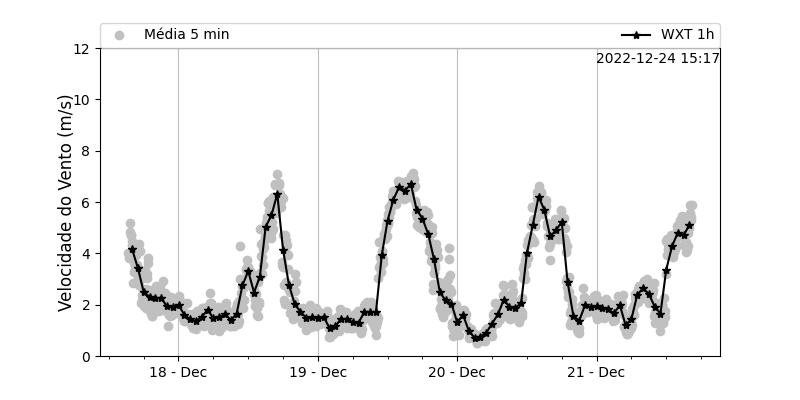 Média 5 min WXT 1h
2022-12-24 15:17
Velocidade do Vento (m/s)
12
10
8
6
4
2
0
18 - Dec 19 - Dec 20 - Dec 21 - Dec